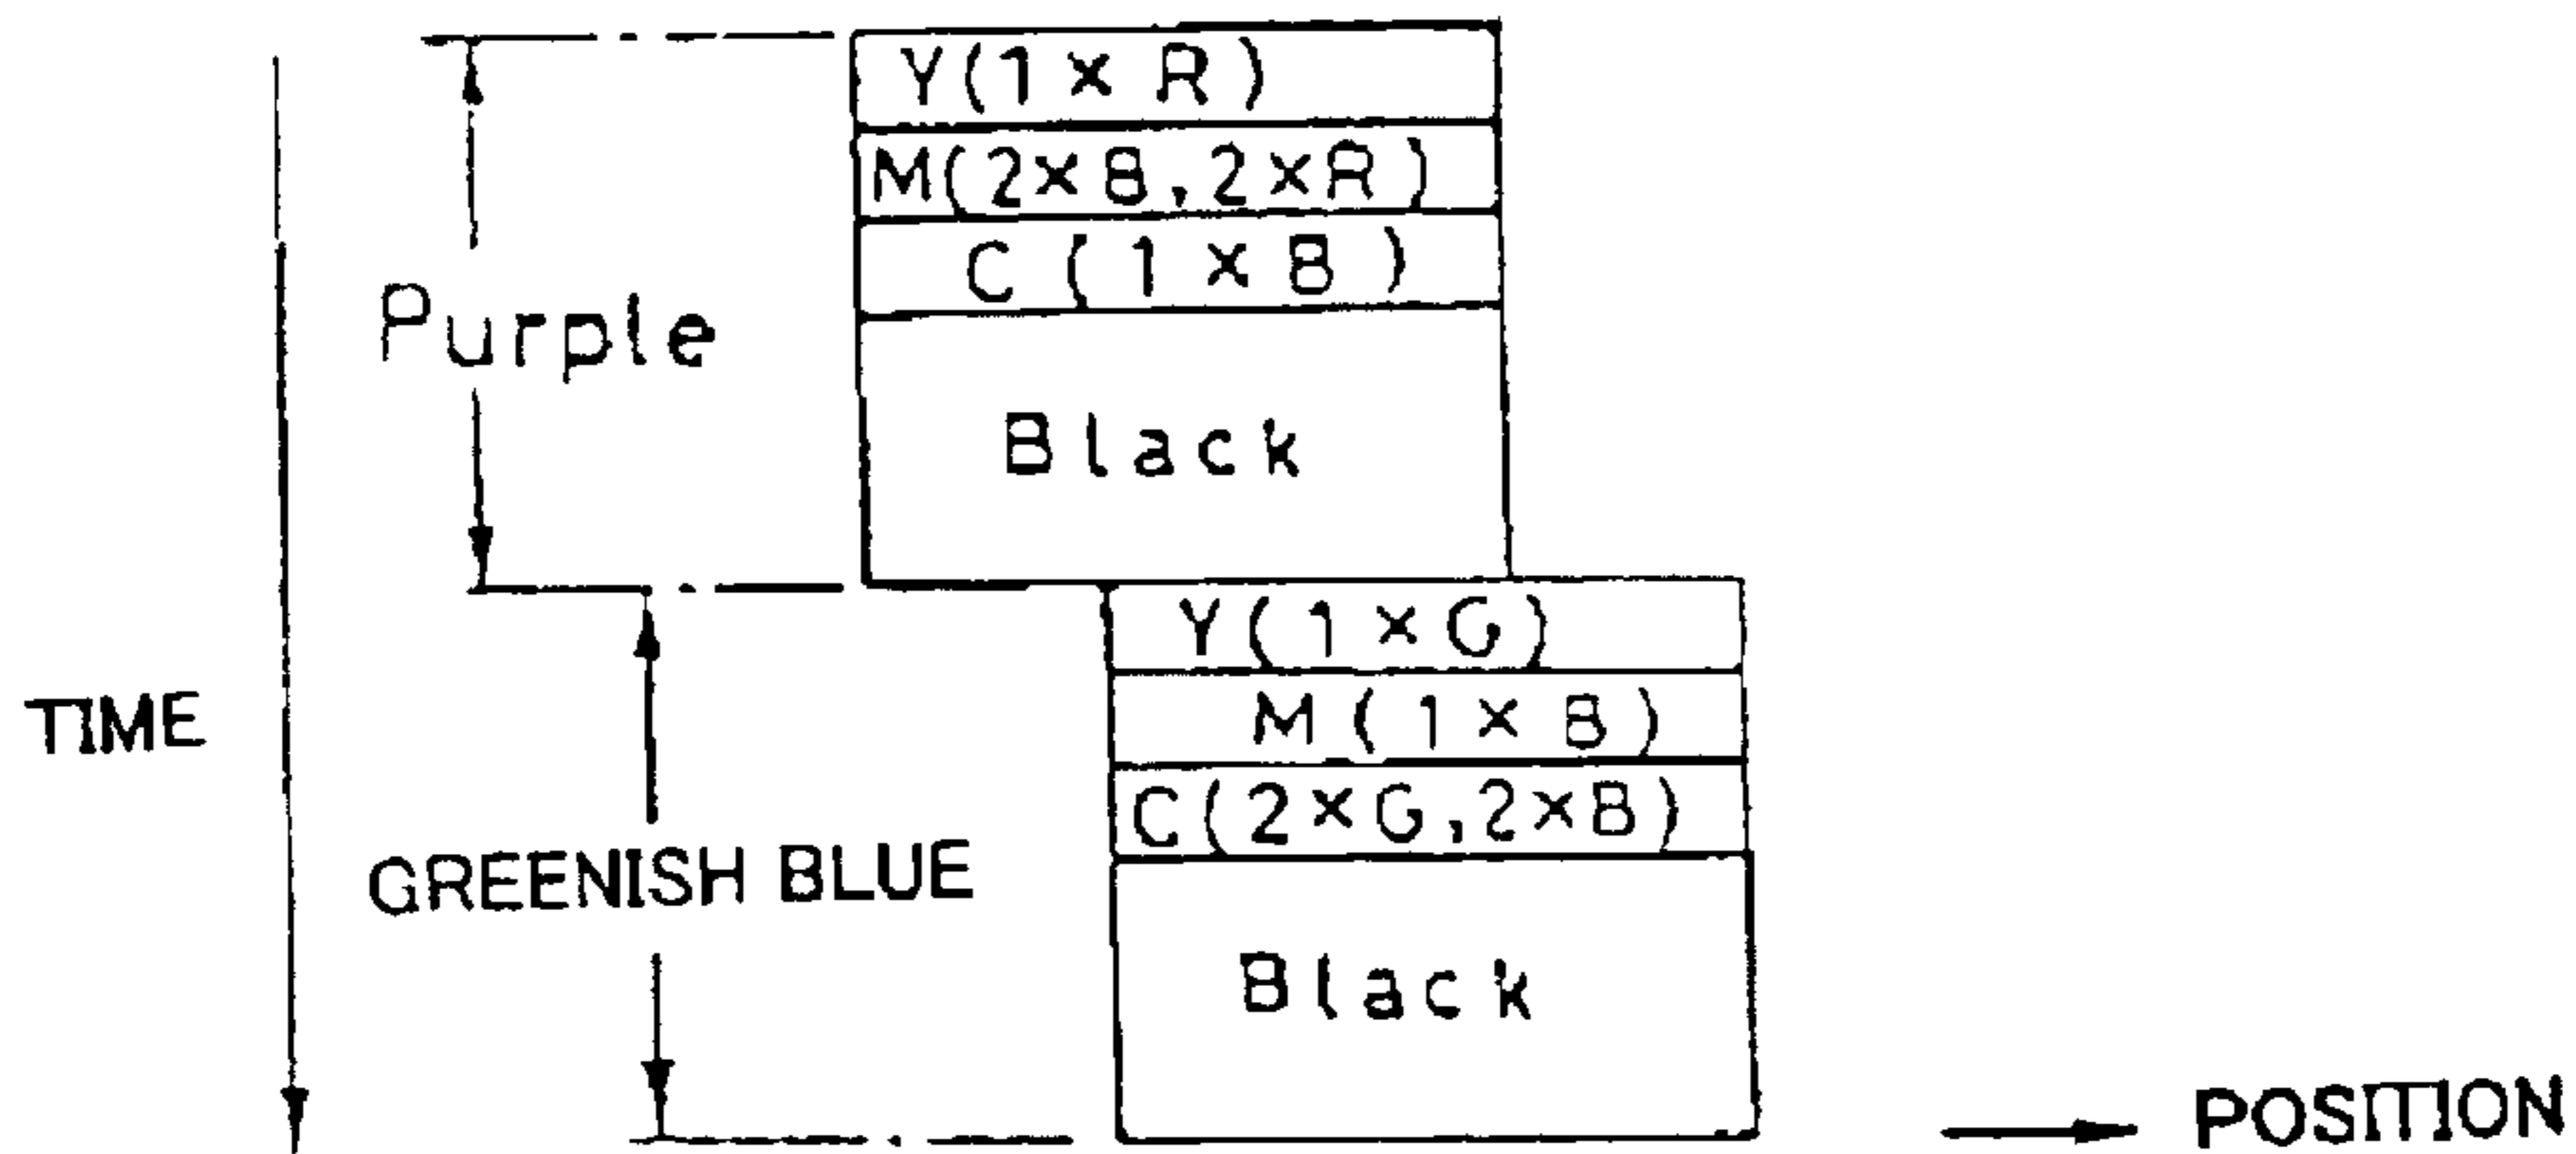 Y(1×R)
M(2×B,2×R)
C(1×B)
Purple
Black
Y(1×G)
M(1×B)
TIME
C(2×G,2×B)
GREENISH BLUE
Black
POSITION